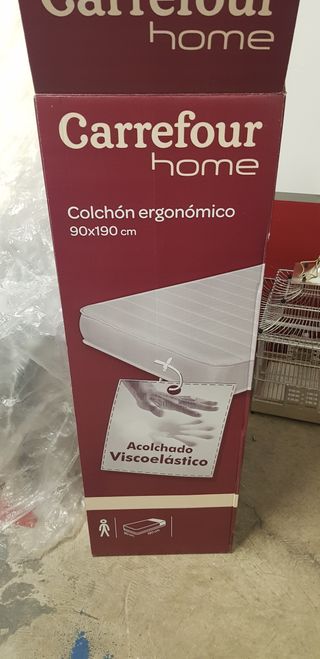 Carrefour
home
Carrefour
home
Colchón ergonómico
90x190 cm
Acolchado
Viscoelástico